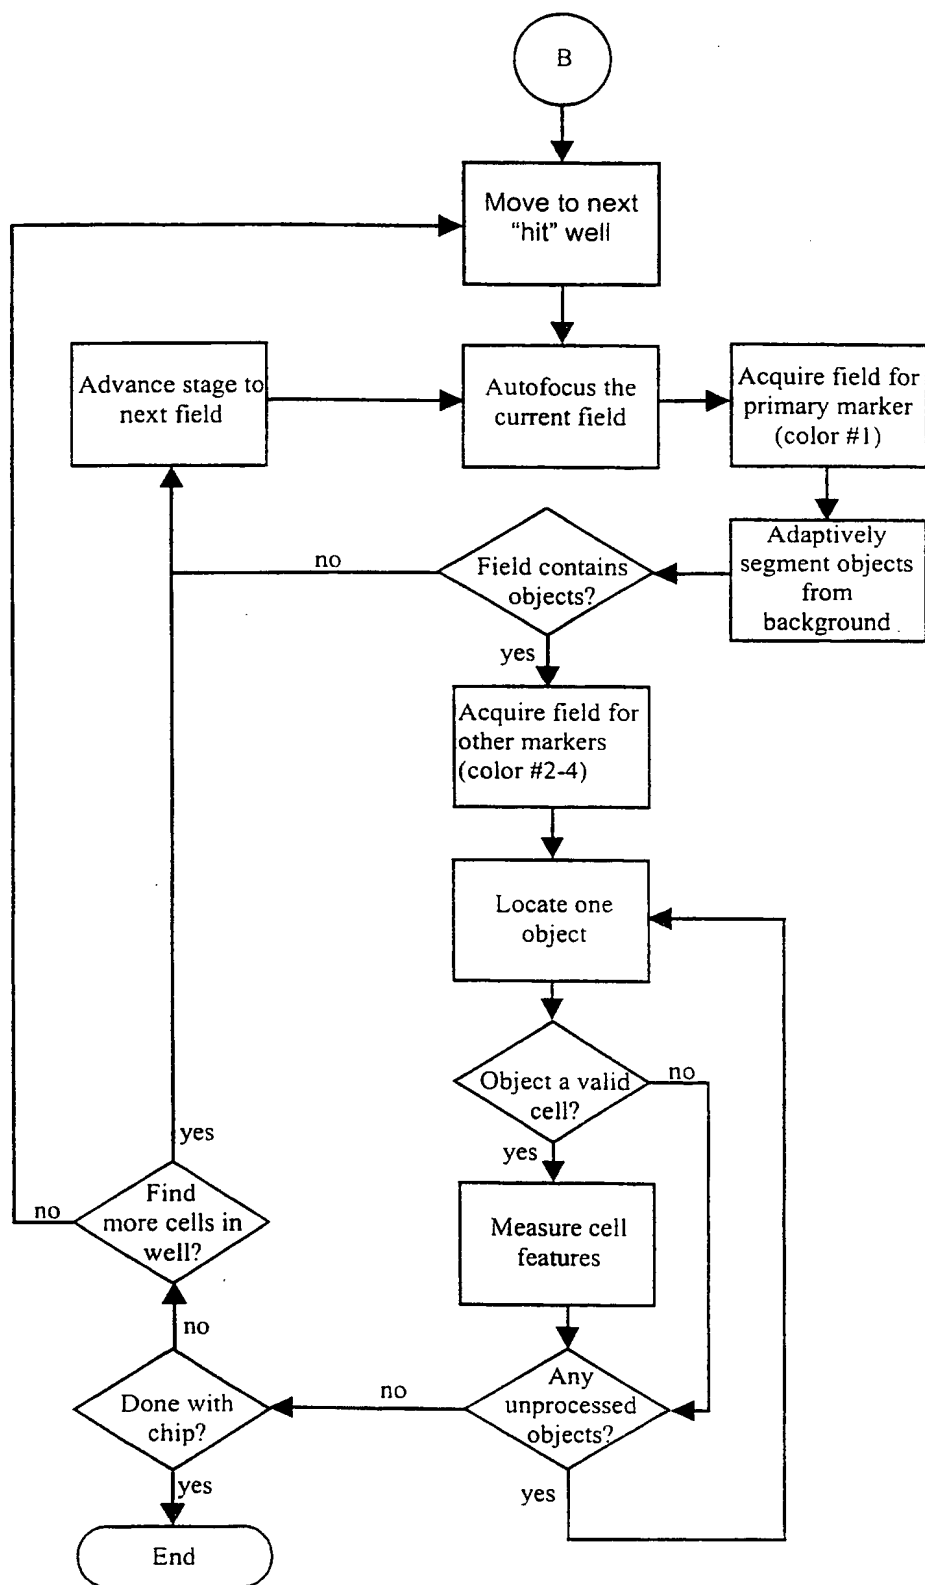 B
Move to next
“hit” well
Advance stage to
next field
Autofocus the
current field
Acquire field for
primary marker
(color #1)
Adaptively
segment objects
from
background
Field contains
objects?
no
yes
Acquire field for
other markers
(color #2-4)
Locate one
object
Object a valid
cell?
no
yes
Measure cell
features
Any
unprocessed
objects?
no
yes
Done with
chip?
no
yes
Find
more cells in
well?
yes
no
End